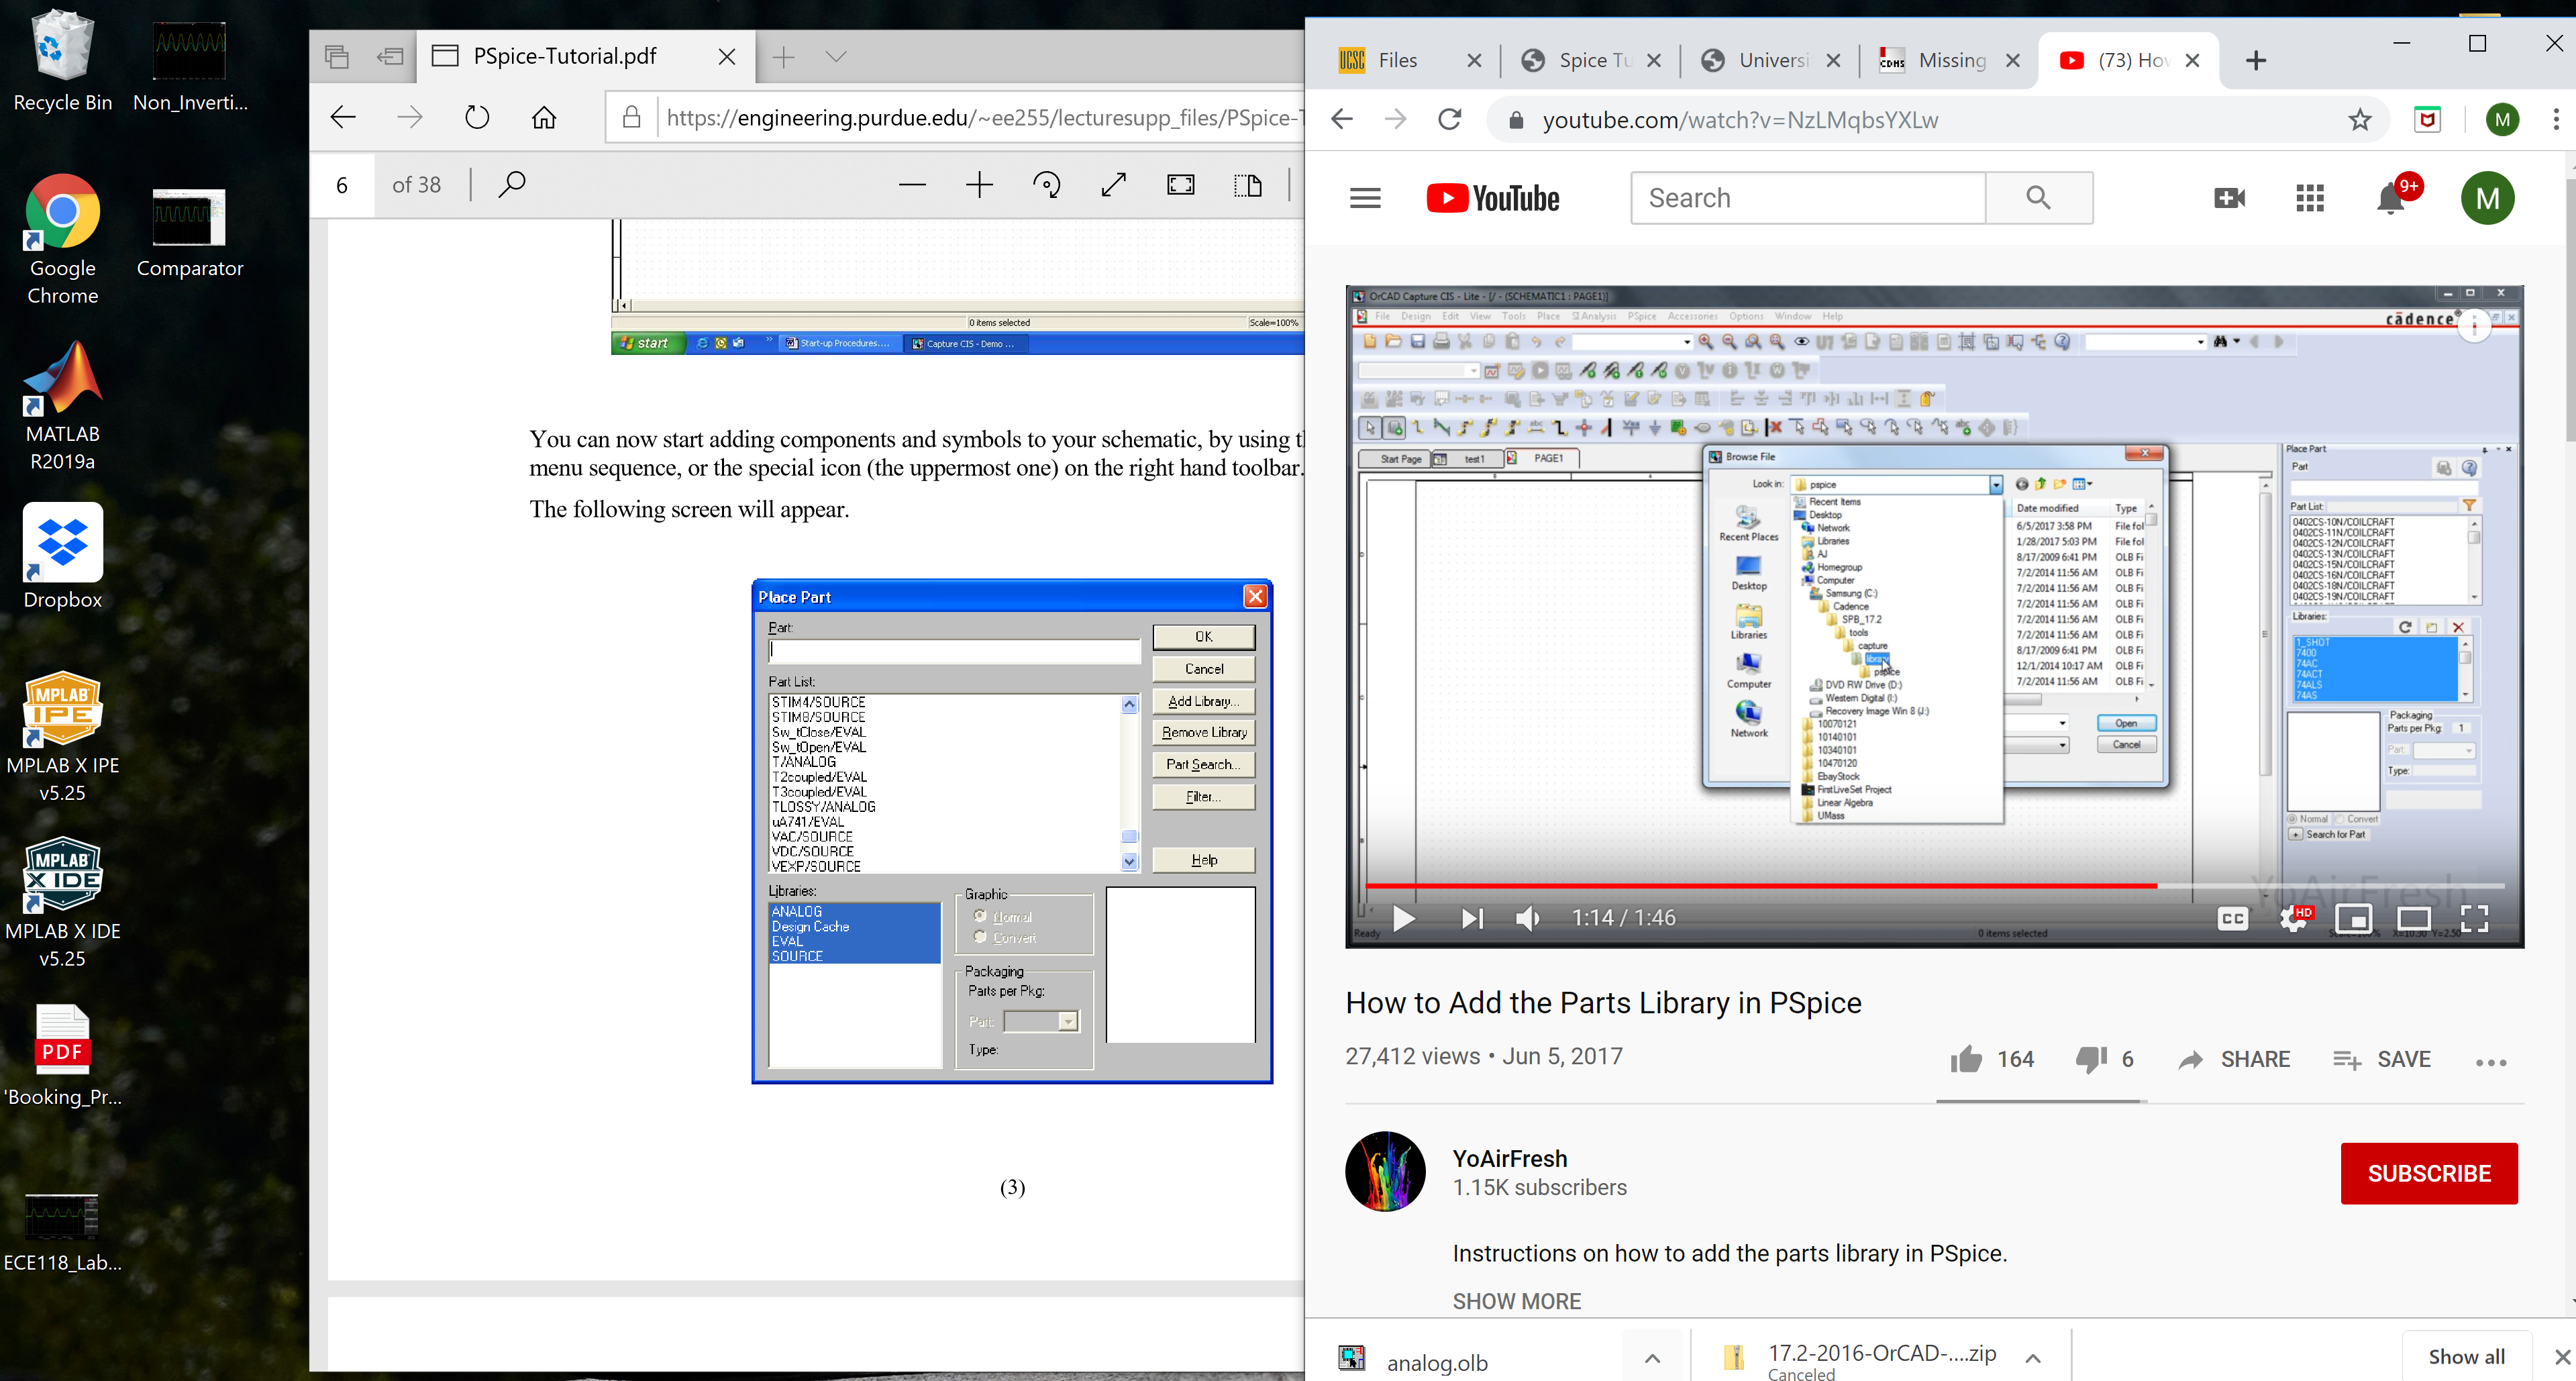 Recycle Bin
Non_Inverti...
Google
Chrome
Comparator
MATLAB
R2019a
Dropbox
MPLAB
IPE
MPLAB X IPE
v5.25
MPLAB
X IDE
MPLAB X IDE
v5.25
PDF
'Booking_Pr...
ECE118_Lab...
PSpice-Tutorial.pdf
https://engineering.purdue.edu/~ee255/lecturesupp_files/PSpice-T
6 of 38
0 items selected Scale=100%
start Start-up Procedures.... Capture CIS - Demo ...
You can now start adding components and symbols to your schematic, by using t
menu sequence, or the special icon (the uppermost one) on the right hand toolbar.
The following screen will appear.
Place Part
Part:
OK
Cancel
Part List:
Add Library...
Remove Library
Part Search...
Filter...
Help
STIM4/SOURCE
STIM8/SOURCE
Sw_tClose/EVAL
Sw_tOpen/EVAL
T/ANALOG
T2coupled/EVAL
T3coupled/EVAL
TLOSSY/ANALOG
uA741/EVAL
VAC/SOURCE
VDC/SOURCE
VEXP/SOURCE
Libraries:
ANALOG
Design Cache
EVAL
SOURCE
Graphic
Normal
Convert
Packaging
Parts per Pkg:
Part:
Type:
(3)
UCSC Files
Spice Tu
Universi
CDHS Missing
(73) How
youtube.com/watch?v=NzLMqbsYXLw
M
YouTube
Search
9+
M
OrCAD Capture CIS - Lite - [/ - (SCHEMATIC1 : PAGE1)]
File Design Edit View Tools Place SI Analysis PSpice Accessories Options Window Help
cādence
Start Page test1 PAGE1
Browse File
Look in: pspice
Recent Places
Desktop
Libraries
Computer
Network
Recent Items
Desktop
Network
Libraries
AJ
Homegroup
Computer
Samsung (C:)
Cadence
SPB_17.2
tools
capture
library
pspice
DVD RW Drive (D:)
Western Digital (I:)
Recovery Image Win 8 (J:)
10070121
10140101
10340101
10470120
EbayStock
FirstLiveSet Project
Linear Algebra
UMass
Date modified Type
6/5/2017 3:58 PM File fol
1/28/2017 5:03 PM File fol
8/17/2009 6:41 PM OLB Fi
7/2/2014 11:56 AM OLB Fi
7/2/2014 11:56 AM OLB Fi
7/2/2014 11:56 AM OLB Fi
7/2/2014 11:56 AM OLB Fi
7/2/2014 11:56 AM OLB Fi
8/17/2009 6:41 PM OLB Fi
12/1/2014 10:17 AM OLB Fi
7/2/2014 11:56 AM OLB Fi
Open
Cancel
Place Part
Part
Part List:
0402CS-10N/COILCRAFT
0402CS-11N/COILCRAFT
0402CS-12N/COILCRAFT
0402CS-13N/COILCRAFT
0402CS-15N/COILCRAFT
0402CS-16N/COILCRAFT
0402CS-18N/COILCRAFT
0402CS-19N/COILCRAFT
Libraries:
1_SHOT
7400
74AC
74ACT
74ALS
74AS
Packaging
Parts per Pkg: 1
Part:
Type:
Normal Convert
Search for Part
YoAirFresh
1:14 / 1:46
CC HD
Ready 0 items selected
How to Add the Parts Library in PSpice
27,412 views • Jun 5, 2017
164 6 SHARE SAVE
YoAirFresh
1.15K subscribers
SUBSCRIBE
Instructions on how to add the parts library in PSpice.
SHOW MORE
analog.olb
17.2-2016-OrCAD-....zip
Canceled
Show all